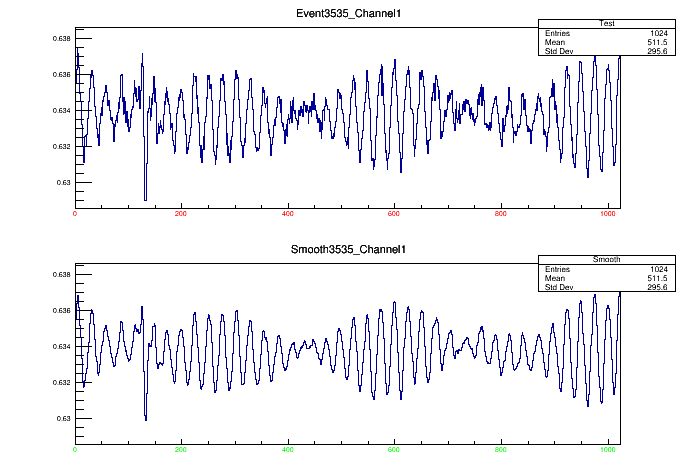 Event3535_Channel1
Test
Entries 1024
Mean 511.5
Std Dev 295.6
0.638
0.636
0.634
0.632
0.63
0 200 400 600 800 1000
Smooth3535_Channel1
Smooth
Entries 1024
Mean 511.5
Std Dev 295.6
0.638
0.636
0.634
0.632
0.63
0 200 400 600 800 1000